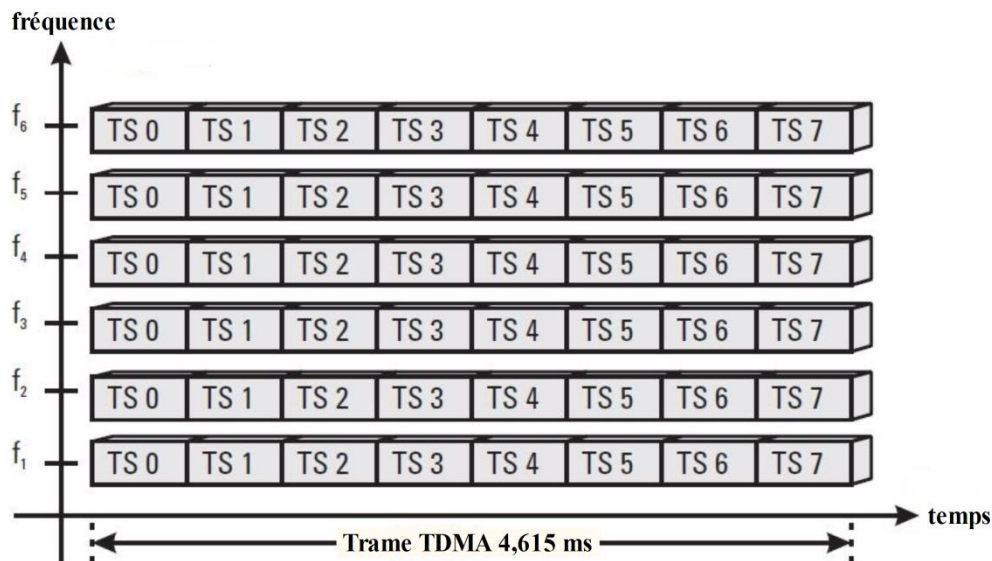 fréquence
f6 TS 0 TS 1 TS 2 TS 3 TS 4 TS 5 TS 6 TS 7
f5 TS 0 TS 1 TS 2 TS 3 TS 4 TS 5 TS 6 TS 7
f4 TS 0 TS 1 TS 2 TS 3 TS 4 TS 5 TS 6 TS 7
f3 TS 0 TS 1 TS 2 TS 3 TS 4 TS 5 TS 6 TS 7
f2 TS 0 TS 1 TS 2 TS 3 TS 4 TS 5 TS 6 TS 7
f1 TS 0 TS 1 TS 2 TS 3 TS 4 TS 5 TS 6 TS 7
temps
Trame TDMA 4,615 ms